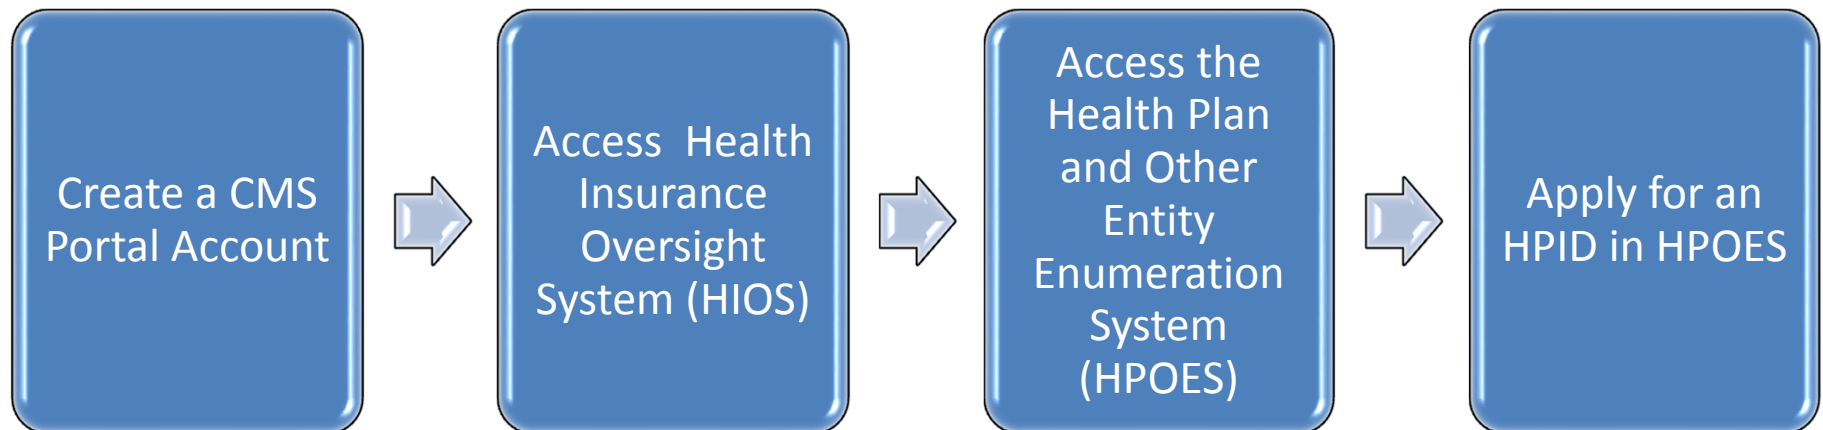 Create a CMS
Portal Account
Access  Health
Insurance
Oversight
System (HIOS)
Access the
Health Plan
and Other
Entity
Enumeration
System
(HPOES)
Apply for an
HPID in HPOES